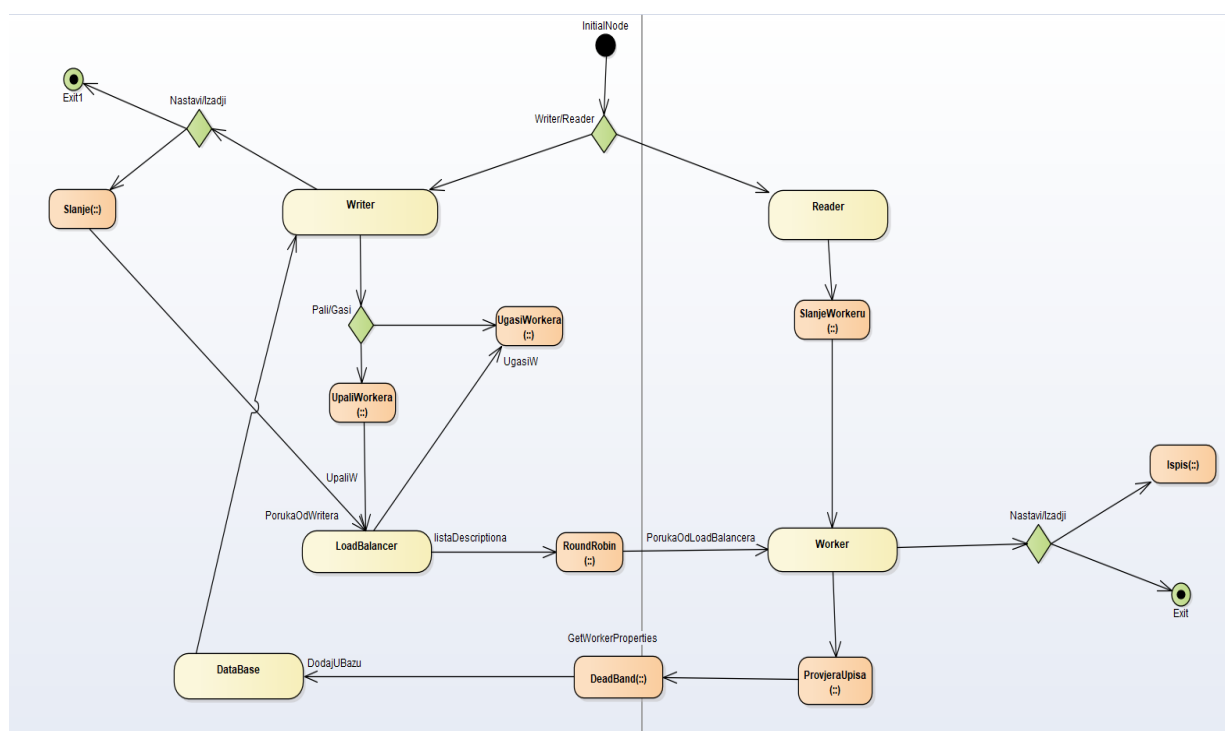 InitialNode
Exit1
Nastavi/Izadji
Writer/Reader
Slanje(::)
Writer
Reader
Pali/Gasi
UgasiWorkera
(::)
SlanjeWorkeru
(::)
UgasiW
UpaliWorkera
(::)
Ispis(::)
UpaliW
PorukaOdWritera
Nastavi/Izadji
LoadBalancer
listaDescriptiona
RoundRobin
(::)
PorukaOdLoadBalancera
Worker
Exit
GetWorkerProperties
DataBase
DodajUBazu
DeadBand(::)
ProvjeraUpisa
(::)